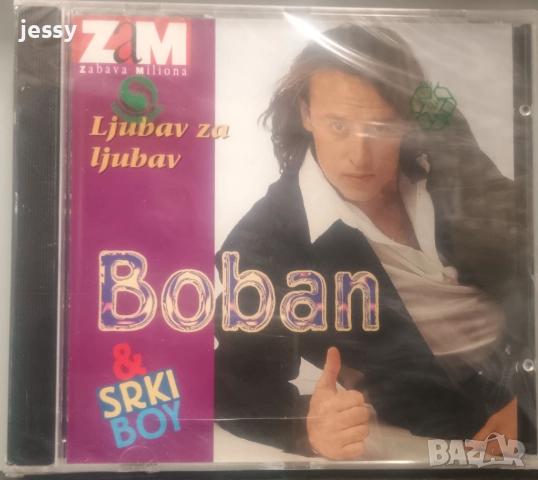 jessy
ZaM
Zabava Miliona
Ljubav za
ljubav
Boban
&
SRKI
BOY
BAZAR